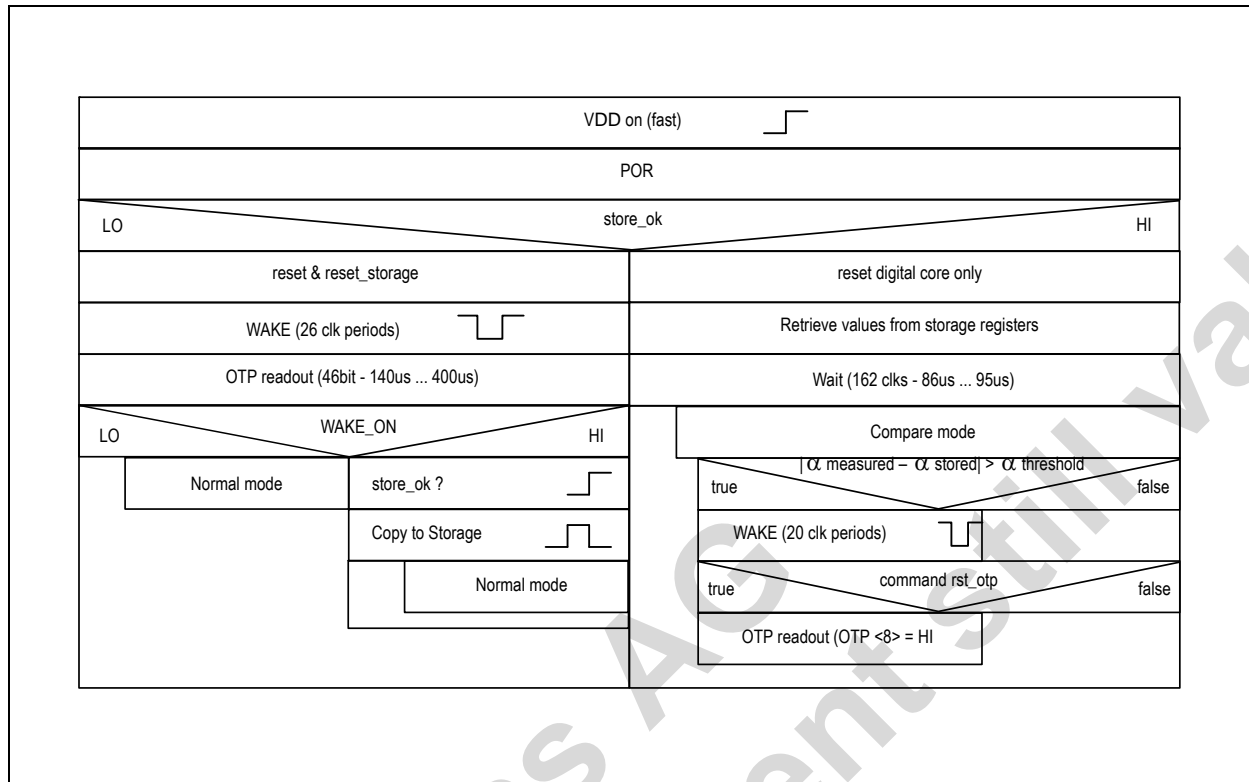 VDD on (fast)
POR
LO store_ok HI
reset & reset_storage
reset digital core only
WAKE (26 clk periods)
Retrieve values from storage registers
OTP readout (46bit - 140us ... 400us)
Wait (162 clks - 86us ... 95us)
LO WAKE_ON HI
Compare mode
|α measured – α stored| > α threshold
true false
Normal mode
store_ok ?
Copy to Storage
WAKE (20 clk periods)
Normal mode
true command rst_otp false
OTP readout (OTP <8> = HI
AG
still va